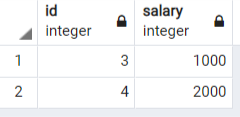 id salary
integer integer
1 3 1000
2 4 2000